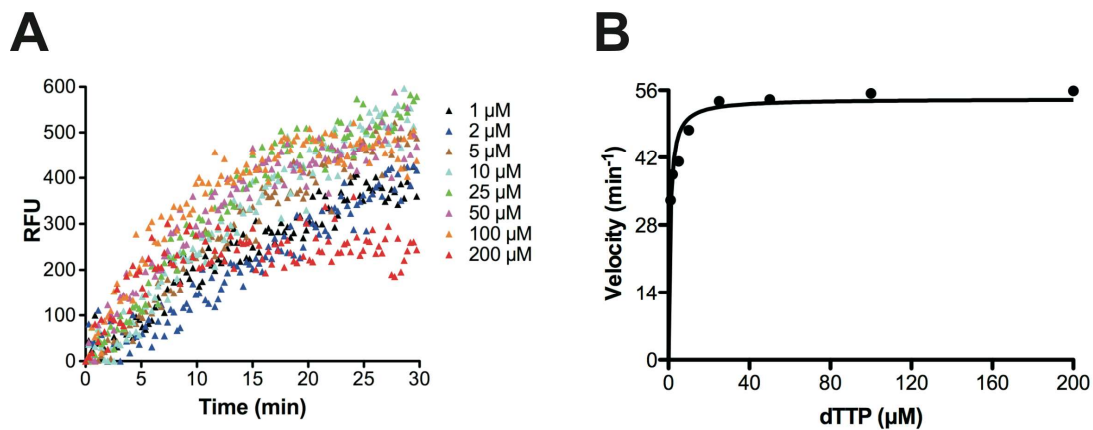 A
RFU
600
500
400
300
200
100
0
0 5 10 15 20 25 30
Time (min)
1 µM
2 µM
5 µM
10 µM
25 µM
50 µM
100 µM
200 µM
B
Velocity (min⁻¹)
56
42
28
14
0
0 40 80 120 160 200
dTTP (µM)